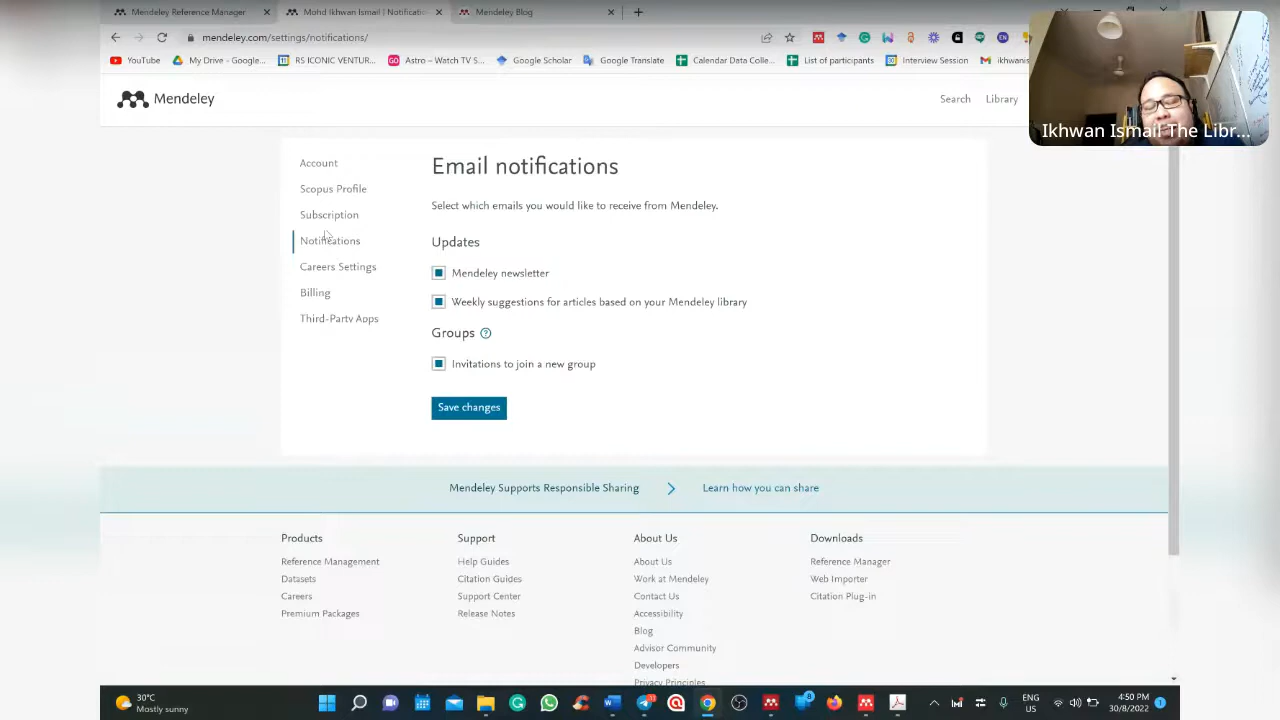 Mendeley Reference Manager
Mohd Ikhwan Ismail | Notificatio
Mendeley Blog
mendeley.com/settings/notifications/
YouTube
My Drive - Google...
RS ICONIC VENTUR...
Astro – Watch TV S...
Google Scholar
Google Translate
Calendar Data Colle...
List of participants
Interview Session
ikhwanis
Mendeley
Search
Library
Ikhwan Ismail The Libr...
Account
Scopus Profile
Subscription
Notifications
Careers Settings
Billing
Third-Party Apps
Email notifications
Select which emails you would like to receive from Mendeley.
Updates
Mendeley newsletter
Weekly suggestions for articles based on your Mendeley library
Groups ?
Invitations to join a new group
Save changes
Mendeley Supports Responsible Sharing
Learn how you can share
Products
Reference Management
Datasets
Careers
Premium Packages
Support
Help Guides
Citation Guides
Support Center
Release Notes
About Us
About Us
Work at Mendeley
Contact Us
Accessibility
Blog
Advisor Community
Developers
Privacy Principles
Downloads
Reference Manager
Web Importer
Citation Plug-in
30°C
Mostly sunny
ENG
US
4:50 PM
30/8/2022